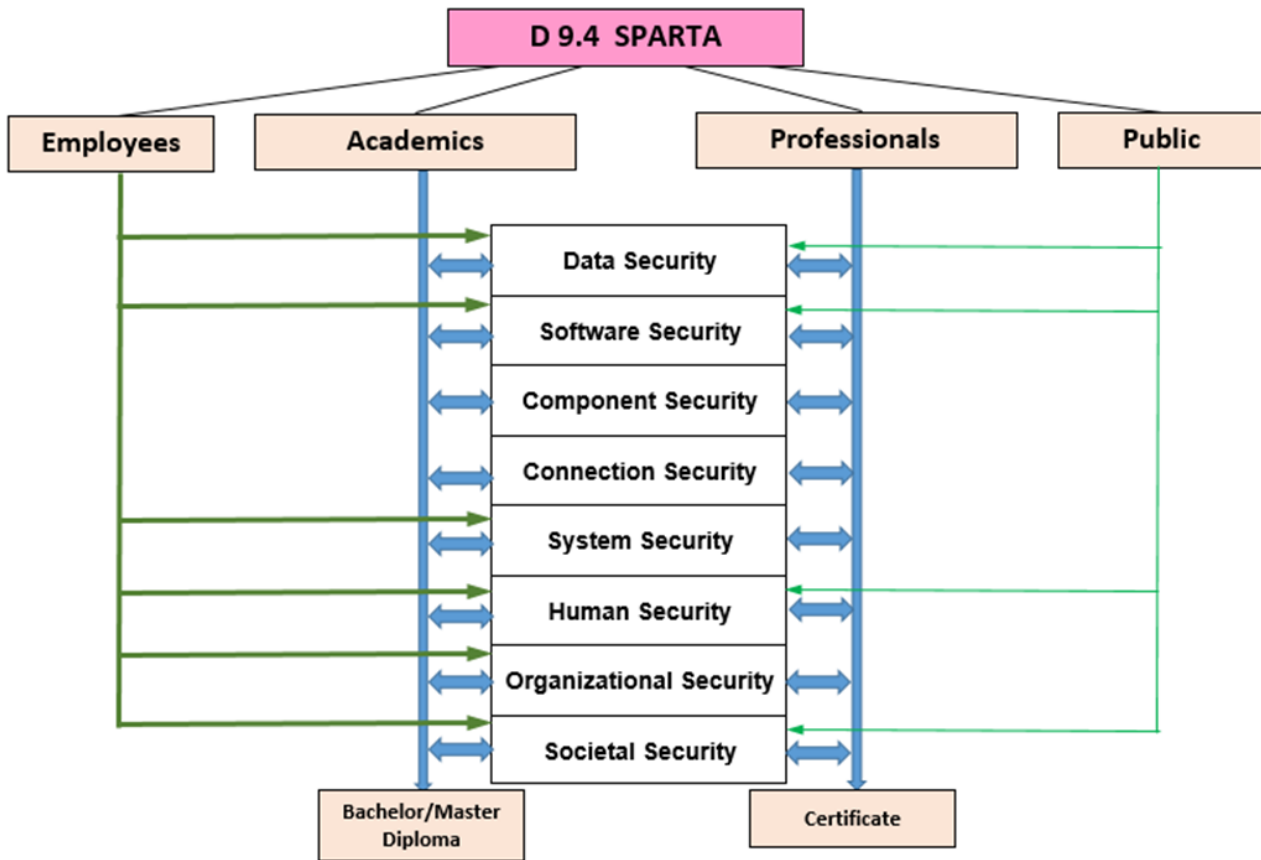 D 9.4 SPARTA
Employees
Academics
Professionals
Public
Data Security
Software Security
Component Security
Connection Security
System Security
Human Security
Organizational Security
Societal Security
Bachelor/Master
Diploma
Certificate